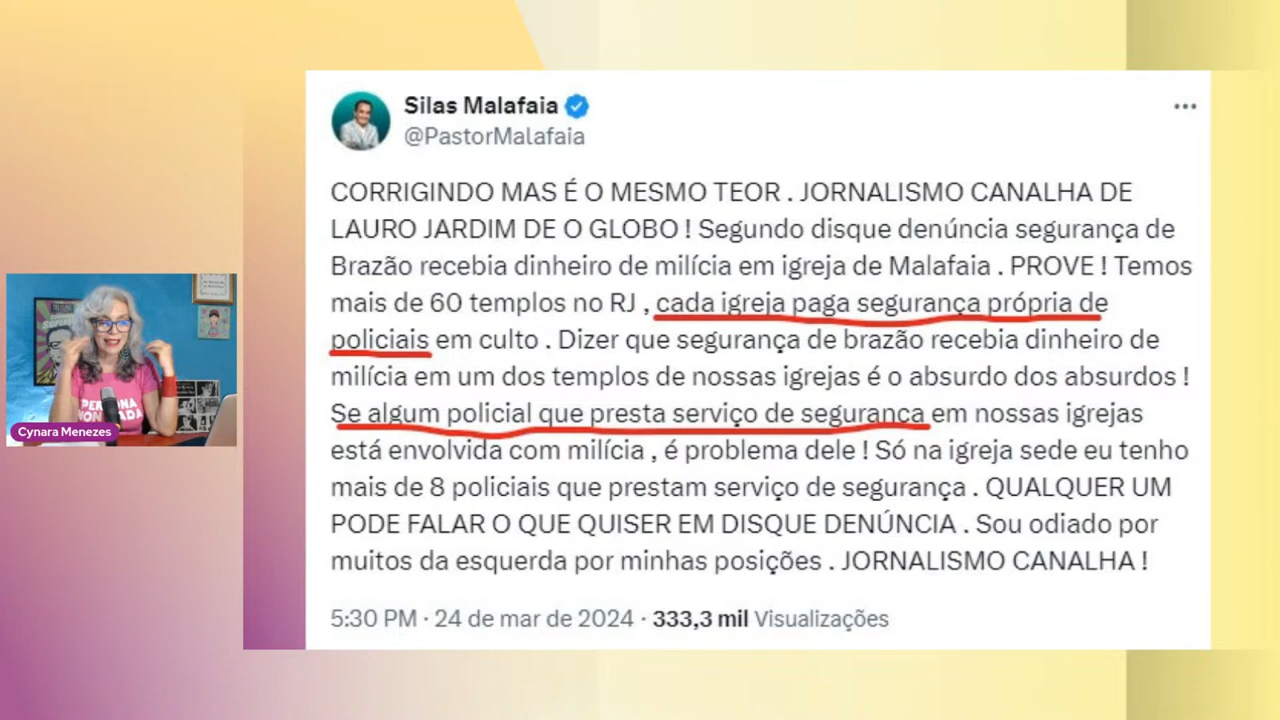 Silas Malafaia
@PastorMalafaia
CORRIGINDO MAS É O MESMO TEOR . JORNALISMO CANALHA DE
LAURO JARDIM DE O GLOBO ! Segundo disque denúncia segurança de
Brazão recebia dinheiro de milícia em igreja de Malafaia . PROVE ! Temos
mais de 60 templos no RJ , cada igreja paga segurança própria de
policiais em culto . Dizer que segurança de brazão recebia dinheiro de
milícia em um dos templos de nossas igrejas é o absurdo dos absurdos !
Se algum policial que presta serviço de segurança em nossas igrejas
está envolvida com milícia , é problema dele ! Só na igreja sede eu tenho
mais de 8 policiais que prestam serviço de segurança . QUALQUER UM
PODE FALAR O QUE QUISER EM DISQUE DENÚNCIA . Sou odiado por
muitos da esquerda por minhas posições . JORNALISMO CANALHA !
5:30 PM · 24 de mar de 2024 · 333,3 mil Visualizações
Cynara Menezes